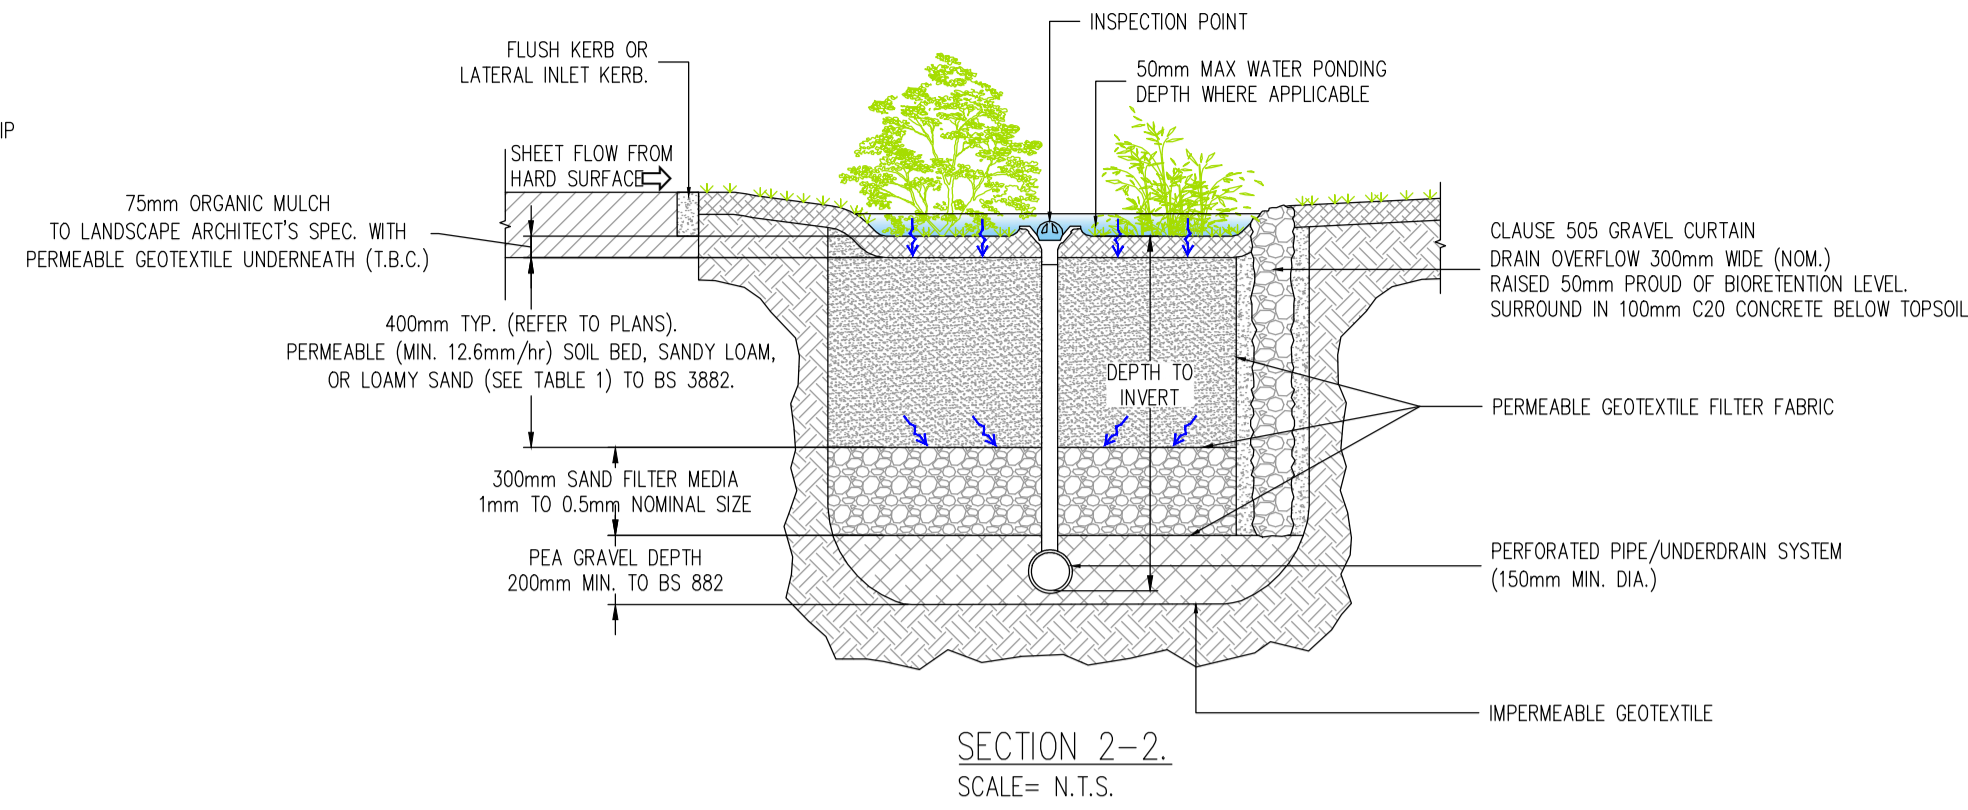 INSPECTION POINT
FLUSH KERB OR
LATERAL INLET KERB.
50mm MAX WATER PONDING
DEPTH WHERE APPLICABLE
IP
SHEET FLOW FROM
HARD SURFACE
75mm ORGANIC MULCH
TO LANDSCAPE ARCHITECT'S SPEC. WITH
PERMEABLE GEOTEXTILE UNDERNEATH (T.B.C.)
CLAUSE 505 GRAVEL CURTAIN
DRAIN OVERFLOW 300mm WIDE (NOM.)
RAISED 50mm PROUD OF BIORETENTION LEVEL.
SURROUND IN 100mm C20 CONCRETE BELOW TOPSOIL
400mm TYP. (REFER TO PLANS).
PERMEABLE (MIN. 12.6mm/hr) SOIL BED, SANDY LOAM,
OR LOAMY SAND (SEE TABLE 1) TO BS 3882.
DEPTH TO
INVERT
PERMEABLE GEOTEXTILE FILTER FABRIC
300mm SAND FILTER MEDIA
1mm TO 0.5mm NOMINAL SIZE
PEA GRAVEL DEPTH
200mm MIN. TO BS 882
PERFORATED PIPE/UNDERDRAIN SYSTEM
(150mm MIN. DIA.)
IMPERMEABLE GEOTEXTILE
SECTION 2-2.
SCALE= N.T.S.